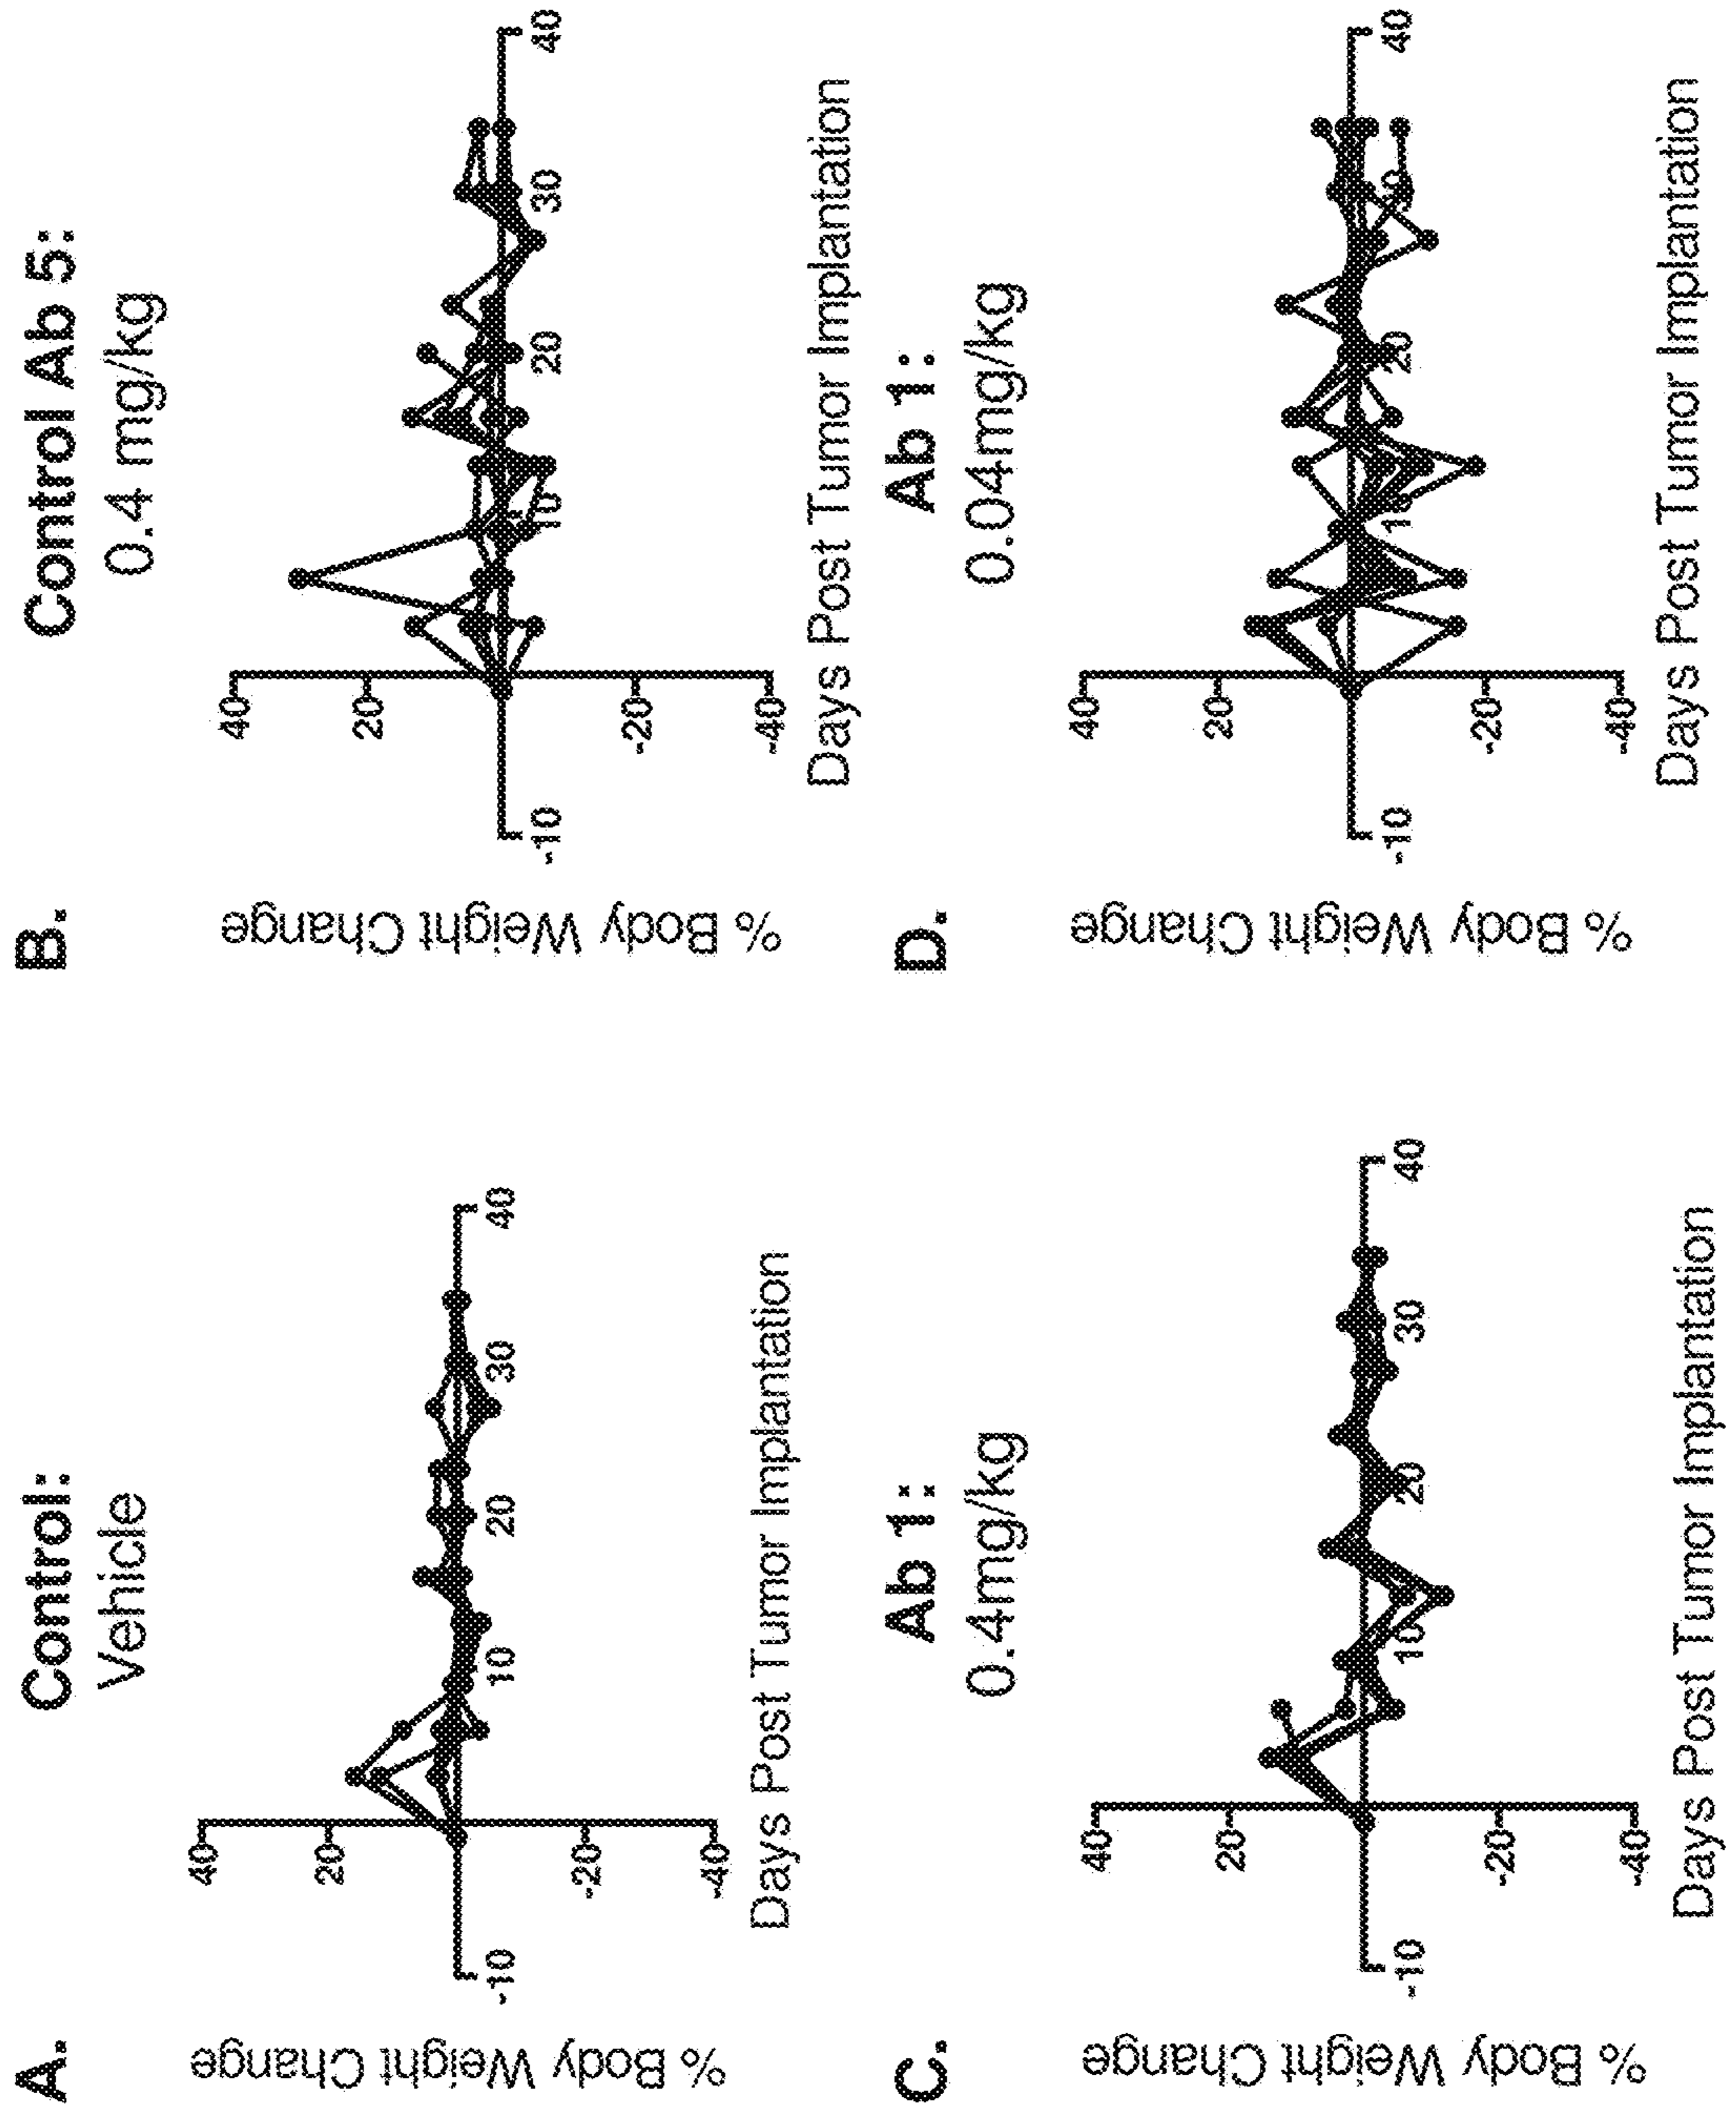 A.
Control:
Vehicle
% Body Weight Change
40
20
-20
-40
-10
10
20
30
40
Days Post Tumor Implantation
B.
Control Ab 5:
0.4 mg/kg
% Body Weight Change
40
20
-20
-40
-10
10
20
30
40
Days Post Tumor Implantation
C.
Ab 1:
0.4mg/kg
% Body Weight Change
40
20
-20
-40
-10
10
20
30
40
Days Post Tumor Implantation
D.
Ab 1:
0.04mg/kg
% Body Weight Change
40
20
-20
-40
-10
10
20
30
40
Days Post Tumor Implantation